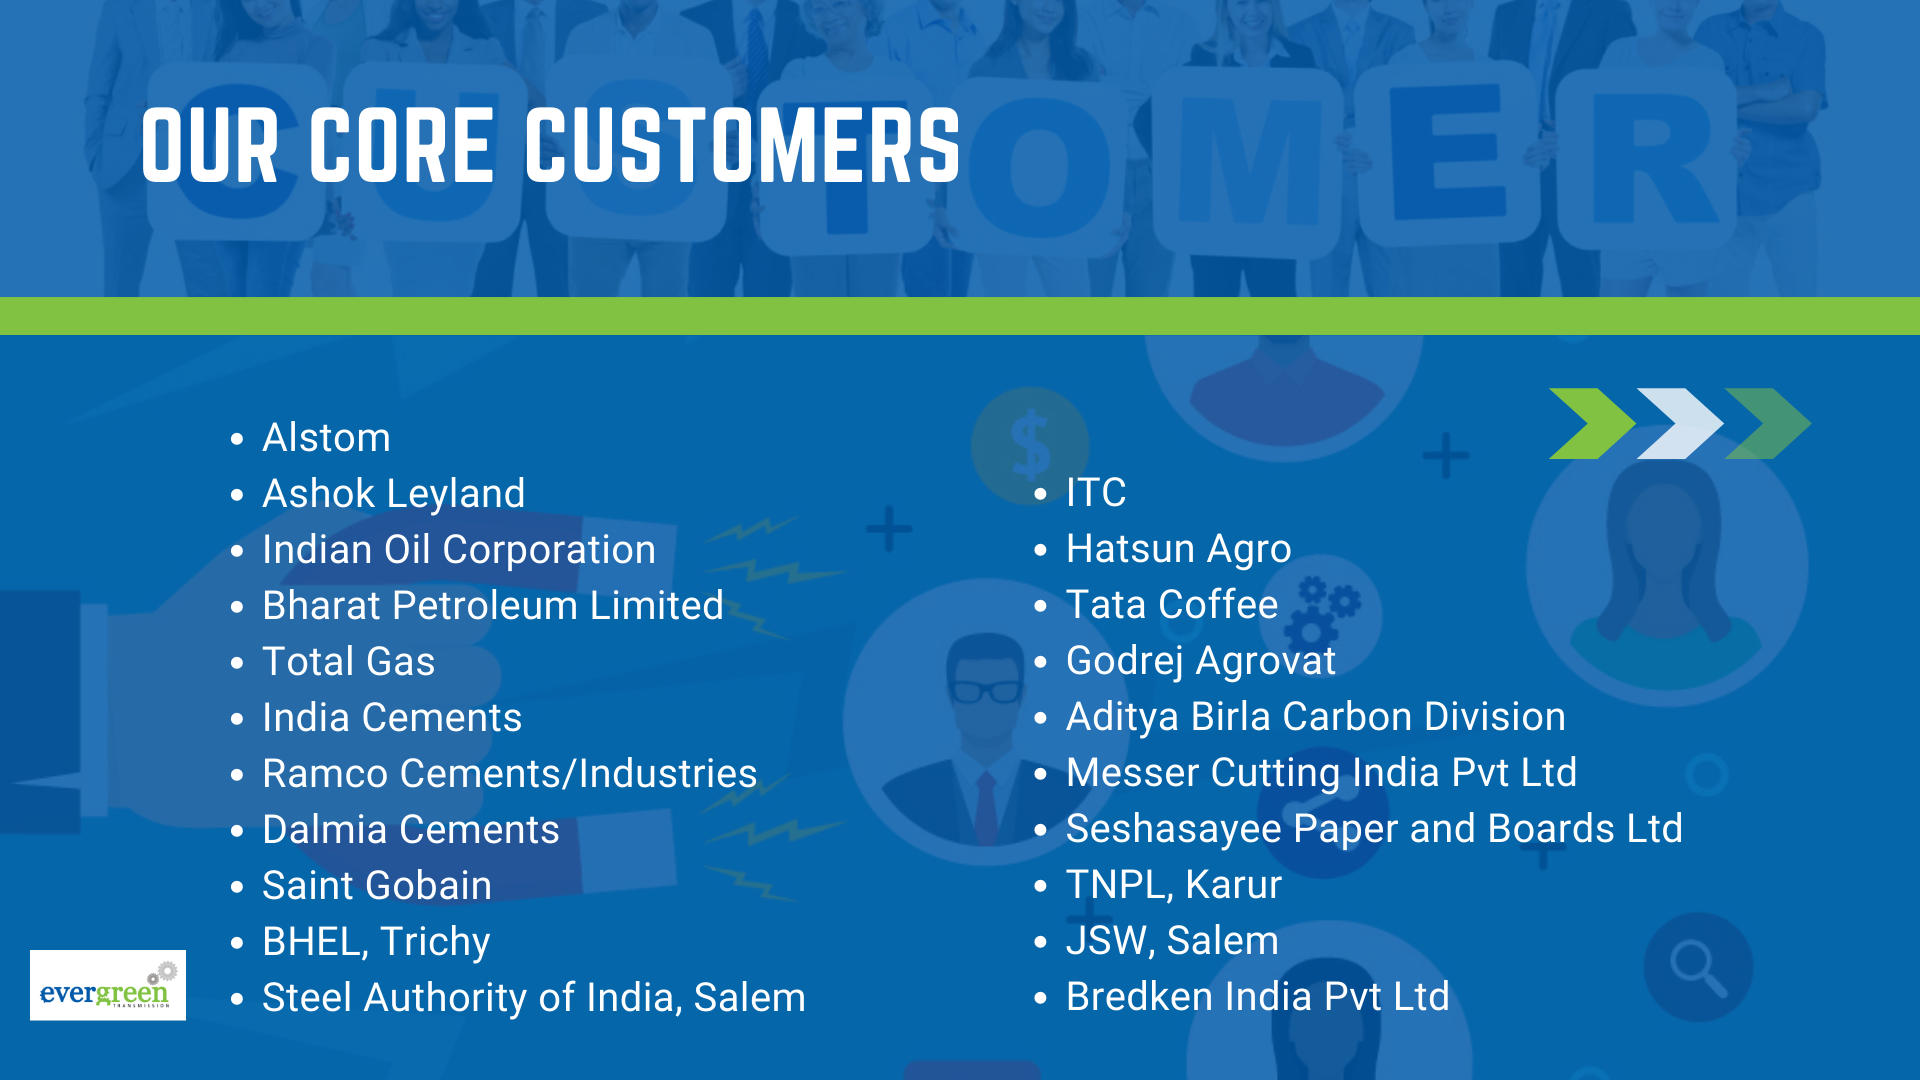 OUR CORE CUSTOMERS
CUSTOMER
$
• Alstom
• Ashok Leyland
• Indian Oil Corporation
• Bharat Petroleum Limited
• Total Gas
• India Cements
• Ramco Cements/Industries
• Dalmia Cements
• Saint Gobain
• BHEL, Trichy
• Steel Authority of India, Salem
• ITC
• Hatsun Agro
• Tata Coffee
• Godrej Agrovat
• Aditya Birla Carbon Division
• Messer Cutting India Pvt Ltd
• Seshasayee Paper and Boards Ltd
• TNPL, Karur
• JSW, Salem
• Bredken India Pvt Ltd
evergreen
TRANSMISSION